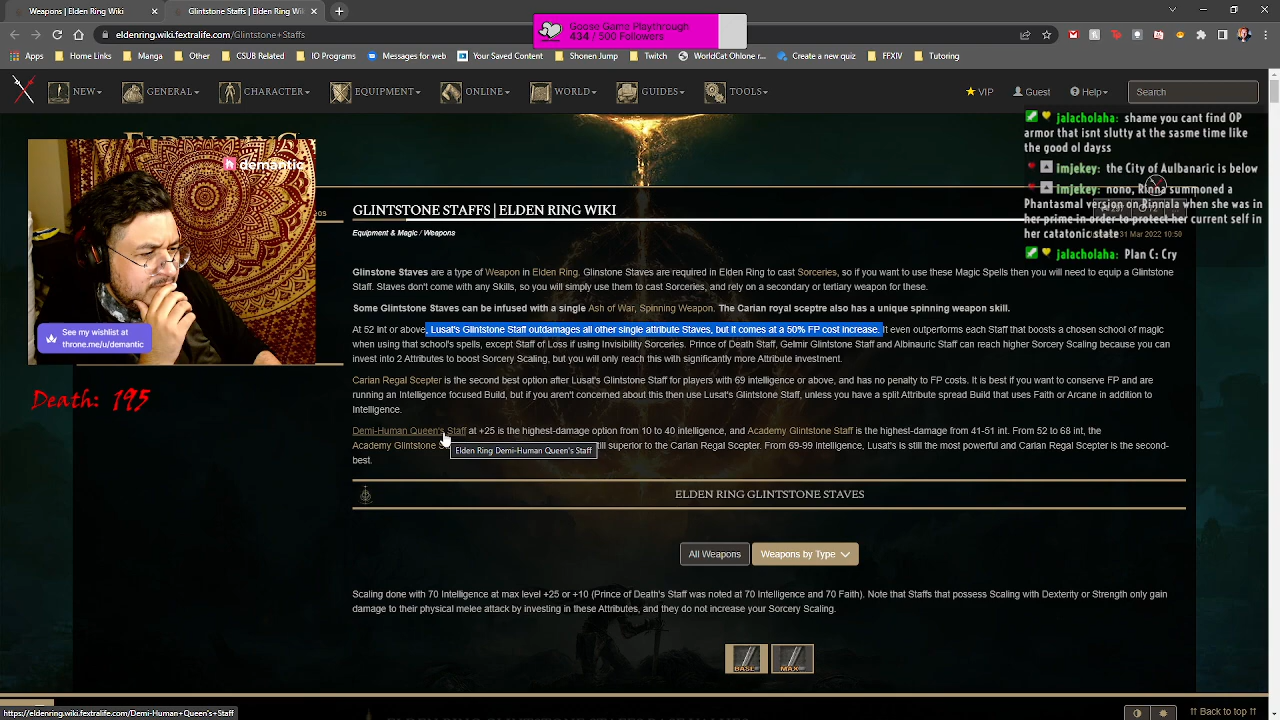 Weapons | Elden Ring Wiki
Glintstone Staffs | Elden Ring Wiki
eldenring.wiki.fextralife.com/Glintstone+Staffs
Goose Game Playthrough
434 / 500 Followers
Apps
Home Links
Manga
Other
CSUB Related
IO Programs
Messages for web
Your Saved Content
Shonen Jump
Twitch
WorldCat Ohlone r...
Create a new quiz
FFXIV
Tutoring
NEW
GENERAL
CHARACTER
EQUIPMENT
ONLINE
WORLD
GUIDES
TOOLS
VIP
Guest
Help
Search
ELDEN RING
demantic
See my wishlist at
throne.me/u/demantic
Death: 195
jalacholaha: shame you cant find OP
armor that isnt slutty at the sasme time like
the good ol dayss
imjekey: the City of Aulbanaric is below
imjekey: nono, Ringo summoned a
Phantasmal version of Rinnala when she was in
her prime in order to protect her current self in
her catatonic state
31 Mar 2022 10:50
jalacholaha: Plan C: Cry
GLINTSTONE STAFFS | ELDEN RING WIKI
Equipment & Magic / Weapons
Glinstone Staves are a type of Weapon in Elden Ring. Glinstone Staves are required in Elden Ring to cast Sorceries, so if you want to use these Magic Spells then you will need to equip a Glintstone
Staff. Staves don't come with any Skills, so you will simply use them to cast Sorceries, and rely on a secondary or tertiary weapon for these.
Some Glintstone Staves can be infused with a single Ash of War, Spinning Weapon. The Carian royal sceptre also has a unique spinning weapon skill.
At 52 Int or above, Lusat's Glintstone Staff outdamages all other single attribute Staves, but it comes at a 50% FP cost increase. It even outperforms each Staff that boosts a chosen school of magic
when using that school's spells, except Staff of Loss if using Invisibility Sorceries. Prince of Death Staff, Gelmir Glintstone Staff and Albinauric Staff can reach higher Sorcery Scaling because you can
invest into 2 Attributes to boost Sorcery Scaling, but you will only reach this with significantly more Attribute investment.
Carian Regal Scepter is the second best option after Lusat's Glintstone Staff for players with 69 intelligence or above, and has no penalty to FP costs. It is best if you want to conserve FP and are
running an Intelligence focused Build, but if you aren't concerned about this then use Lusat's Glintstone Staff, unless you have a split Attribute spread Build that uses Faith or Arcane in addition to
Intelligence.
Demi-Human Queen's Staff at +25 is the highest-damage option from 10 to 40 intelligence, and Academy Glintstone Staff is the highest-damage from 41-51 int. From 52 to 68 int, the
Academy Glintstone still superior to the Carian Regal Scepter. From 69-99 Intelligence, Lusat's is still the most powerful and Carian Regal Scepter is the second-
best.
Elden Ring Demi-Human Queen's Staff
ELDEN RING GLINTSTONE STAVES
All Weapons
Weapons by Type
Scaling done with 70 Intelligence at max level +25 or +10 (Prince of Death's Staff was noted at 70 Intelligence and 70 Faith). Note that Staffs that possess Scaling with Dexterity or Strength only gain
damage to their physical melee attack by investing in these Attributes, and they do not increase your Sorcery Scaling.
BASE
MAX
https://eldenring.wiki.fextralife.com/Demi-Human+Queen's+Staff
Back to top